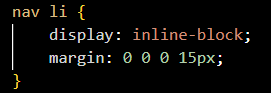 nav li {
    display: inline-block;
    margin: 0 0 0 15px;
}